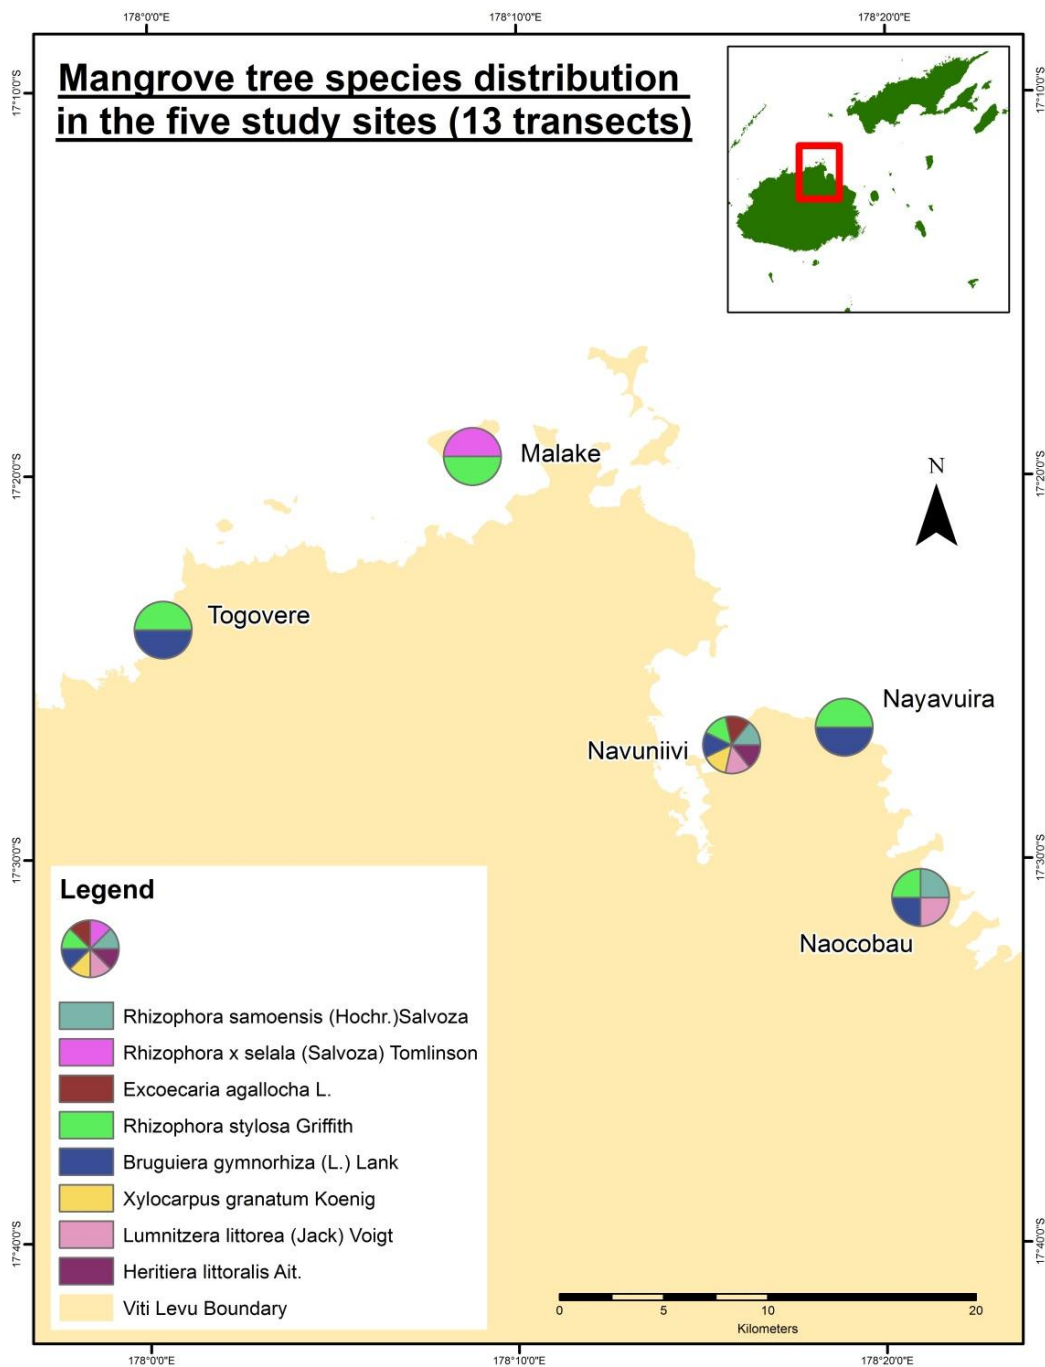 178°0'0"E 178°10'0"E 178°20'0"E
Mangrove tree species distribution
in the five study sites (13 transects)
17°10'0"S 17°10'0"S
Malake
17°20'0"S 17°20'0"S
N
Togovere
Nayavuira
Navuniivi
17°30'0"S 17°30'0"S
Naocobau
Legend
Rhizophora samoensis (Hochr.)Salvoza
Rhizophora x selala (Salvoza) Tomlinson
Excoecaria agallocha L.
Rhizophora stylosa Griffith
Bruguiera gymnorhiza (L.) Lank
Xylocarpus granatum Koenig
Lumnitzera littorea (Jack) Voigt
Heritiera littoralis Ait.
Viti Levu Boundary
17°40'0"S 17°40'0"S
0 5 10 20
Kilometers
178°0'0"E 178°10'0"E 178°20'0"E